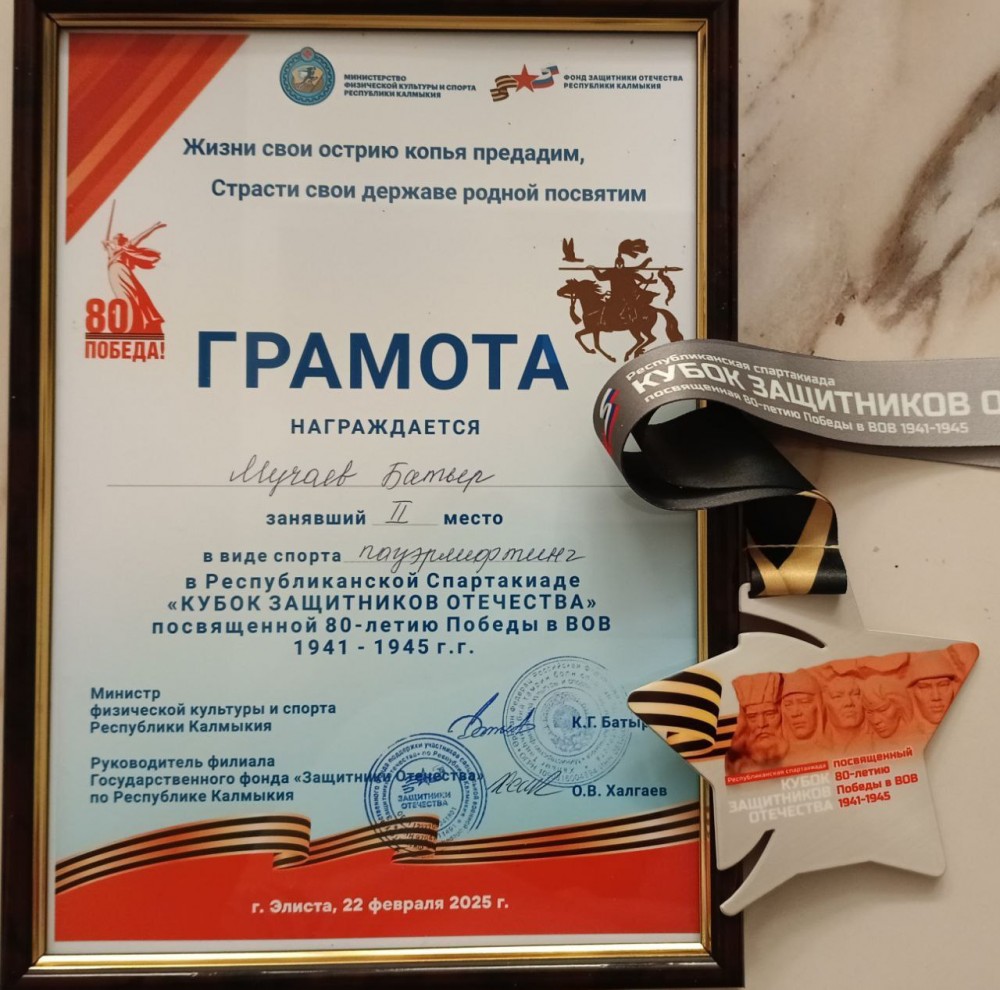 МИНИСТЕРСТВО
ФИЗИЧЕСКОЙ КУЛЬТУРЫ И СПОРТА
РЕСПУБЛИКИ КАЛМЫКИЯ
ФОНД ЗАЩИТНИКИ ОТЕЧЕСТВА
РЕСПУБЛИКИ КАЛМЫКИЯ
Жизни свои острию копья предадим,
Страсти свои державе родной посвятим
80
ПОБЕДА!
ГРАМОТА
НАГРАЖДАЕТСЯ
Мучаев Батыр
занявший II место
в виде спорта пауэрлифтинг
в Республиканской Спартакиаде
«КУБОК ЗАЩИТНИКОВ ОТЕЧЕСТВА»
посвященной 80-летию Победы в ВОВ
1941 - 1945 г.г.
Министр
физической культуры и спорта
Республики Калмыкия
К.Г. Батыр
Руководитель филиала
Государственного фонда «Защитники Отечества»
по Республике Калмыкия
О.В. Халгаев
ЗАЩИТНИКИ
ОТЕЧЕСТВА
г. Элиста, 22 февраля 2025 г.
Республиканская спартакиада
КУБОК ЗАЩИТНИКОВ О
посвященная 80-летию Победы в ВОВ 1941-1945
Республиканская спартакиада
КУБОК
ЗАЩИТНИКОВ
ОТЕЧЕСТВА
посвященный
80-летию
Победы в ВОВ
1941-1945